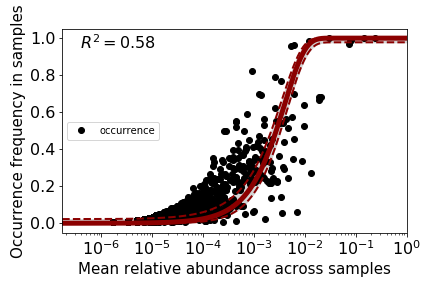 R² = 0.58
occurrence
Occurrence frequency in samples
1.0
0.8
0.6
0.4
0.2
0.0
10⁻⁶ 10⁻⁵ 10⁻⁴ 10⁻³ 10⁻² 10⁻¹ 10⁰
Mean relative abundance across samples